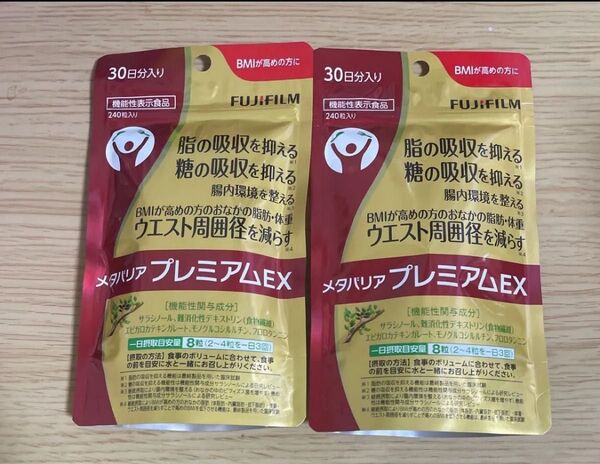 30日分入り
BMIが高めの方に
機能性表示食品
240粒入り
FUJIFILM
脂の吸収を抑える※1
糖の吸収を抑える※2
腸内環境を整える※3
BMIが高めの方のおなかの脂肪・体重
ウエスト周囲径を減らす※4
メタバリア プレミアムEX
[機能性関与成分]
サラシノール、難消化性デキストリン(食物繊維)
エピガロカテキンガレート、モノグルコシルルチン、フロロタンニン
一日摂取目安量 8粒(2~4粒を一日3回)
【摂取の方法】食事のボリュームに合わせて、食事
の前を目安に水と一緒にお召し上がりください。
30日分入り
BMIが高めの方に
機能性表示食品
240粒入り
FUJIFILM
脂の吸収を抑える※1
糖の吸収を抑える※2
腸内環境を整える※3
BMIが高めの方のおなかの脂肪・体重
ウエスト周囲径を減らす※4
メタバリア プレミアムEX
[機能性関与成分]
サラシノール、難消化性デキストリン(食物繊維)
エピガロカテキンガレート、モノグルコシルルチン、フロロタンニン
一日摂取目安量 8粒(2~4粒を一日3回)
【摂取の方法】食事のボリュームに合わせて、食事
の前を目安に水と一緒にお召し上がりください。